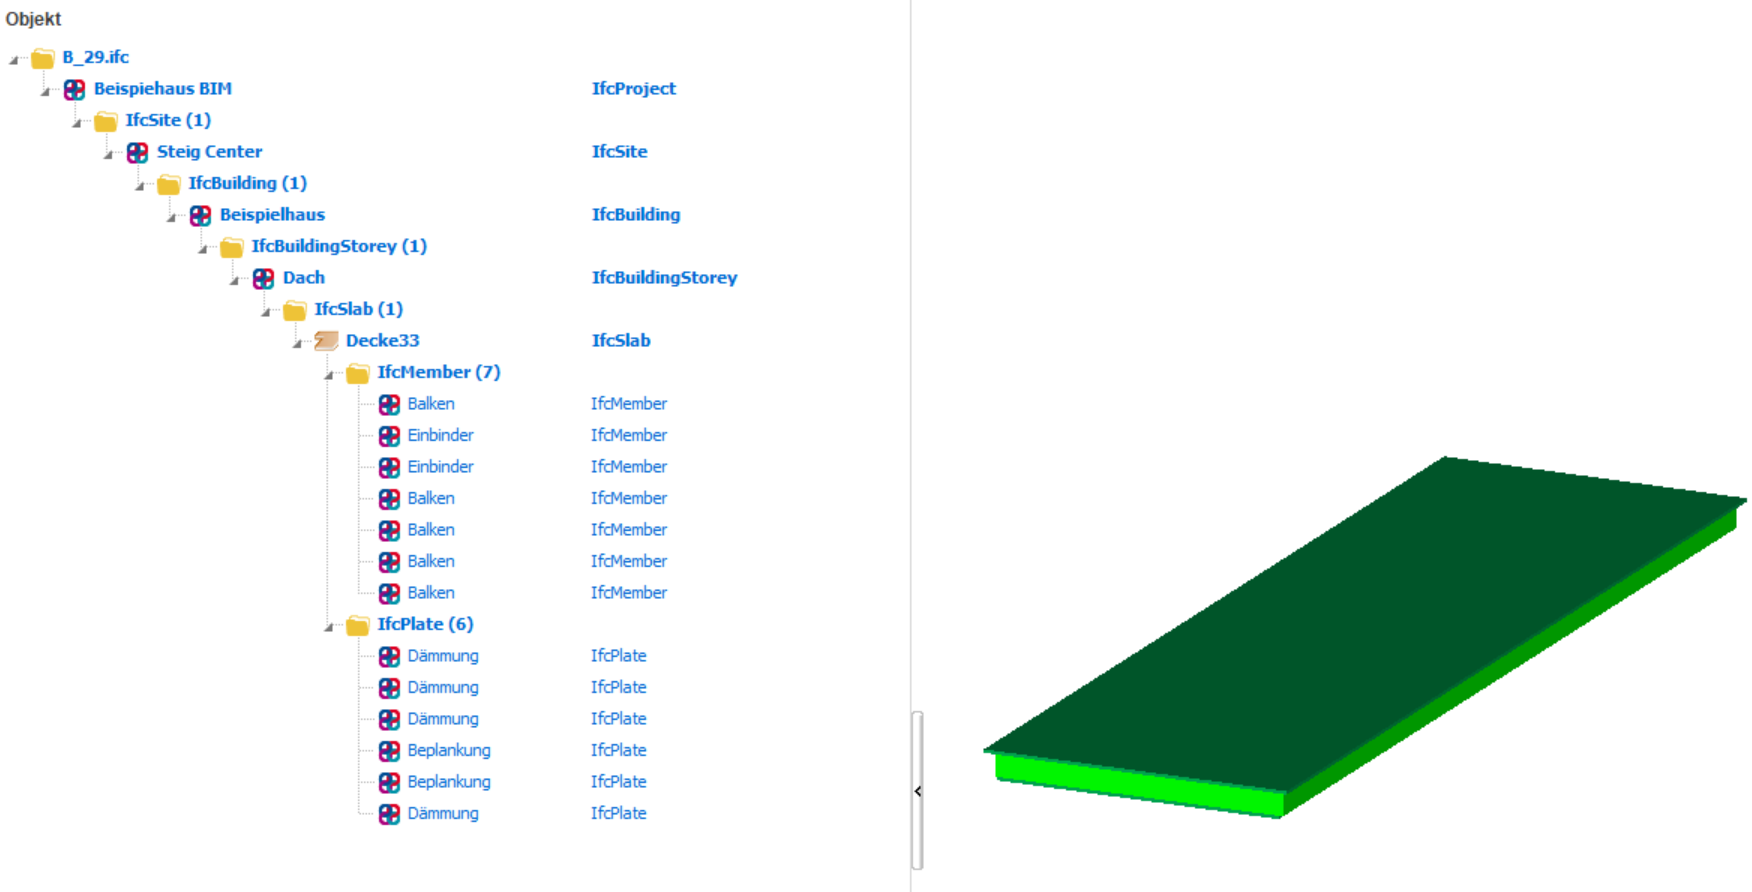 Objekt
B_29.ifc
Beispiehaus BIM IfcProject
IfcSite (1)
Steig Center IfcSite
IfcBuilding (1)
Beispielhaus IfcBuilding
IfcBuildingStorey (1)
Dach IfcBuildingStorey
IfcSlab (1)
Decke33 IfcSlab
IfcMember (7)
Balken IfcMember
Einbinder IfcMember
Einbinder IfcMember
Balken IfcMember
Balken IfcMember
Balken IfcMember
Balken IfcMember
IfcPlate (6)
Dämmung IfcPlate
Dämmung IfcPlate
Dämmung IfcPlate
Beplankung IfcPlate
Beplankung IfcPlate
Dämmung IfcPlate